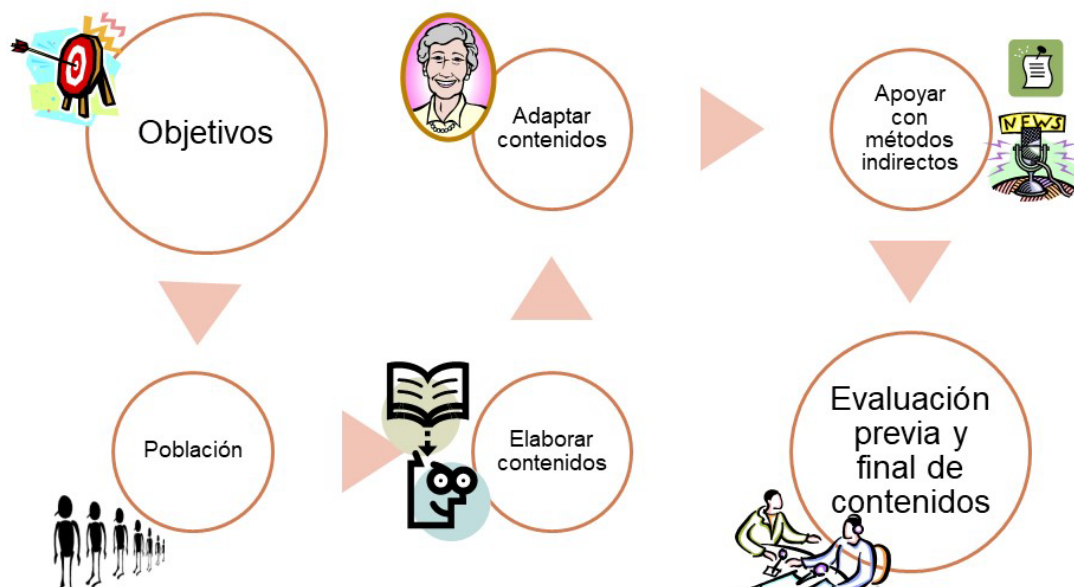 Objetivos
Población
Elaborar
contenidos
Adaptar
contenidos
Apoyar
con
métodos
indirectos
NEWS
Evaluación
previa y
final de
contenidos